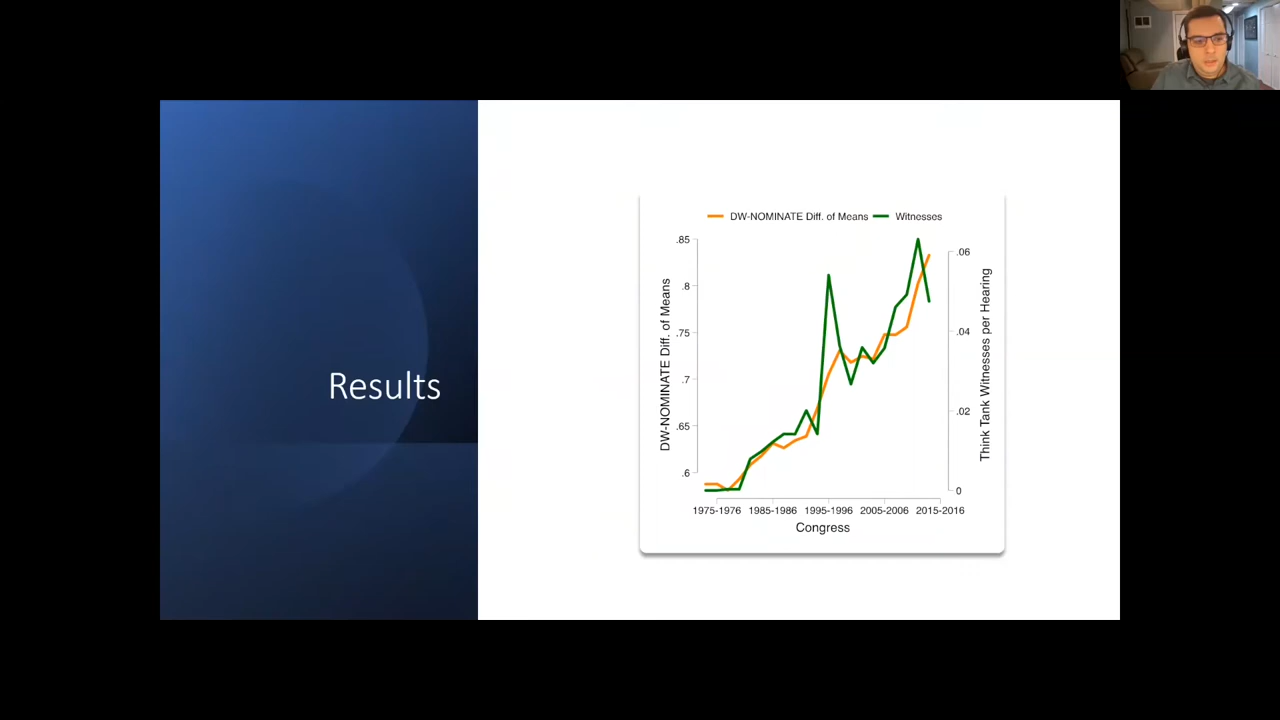 Results
DW-NOMINATE Diff. of Means Witnesses
DW-NOMINATE Diff. of Means
.85
.8
.75
.7
.65
.6
.06
.04
.02
0
Think Tank Witnesses per Hearing
1975-1976 1985-1986 1995-1996 2005-2006 2015-2016
Congress